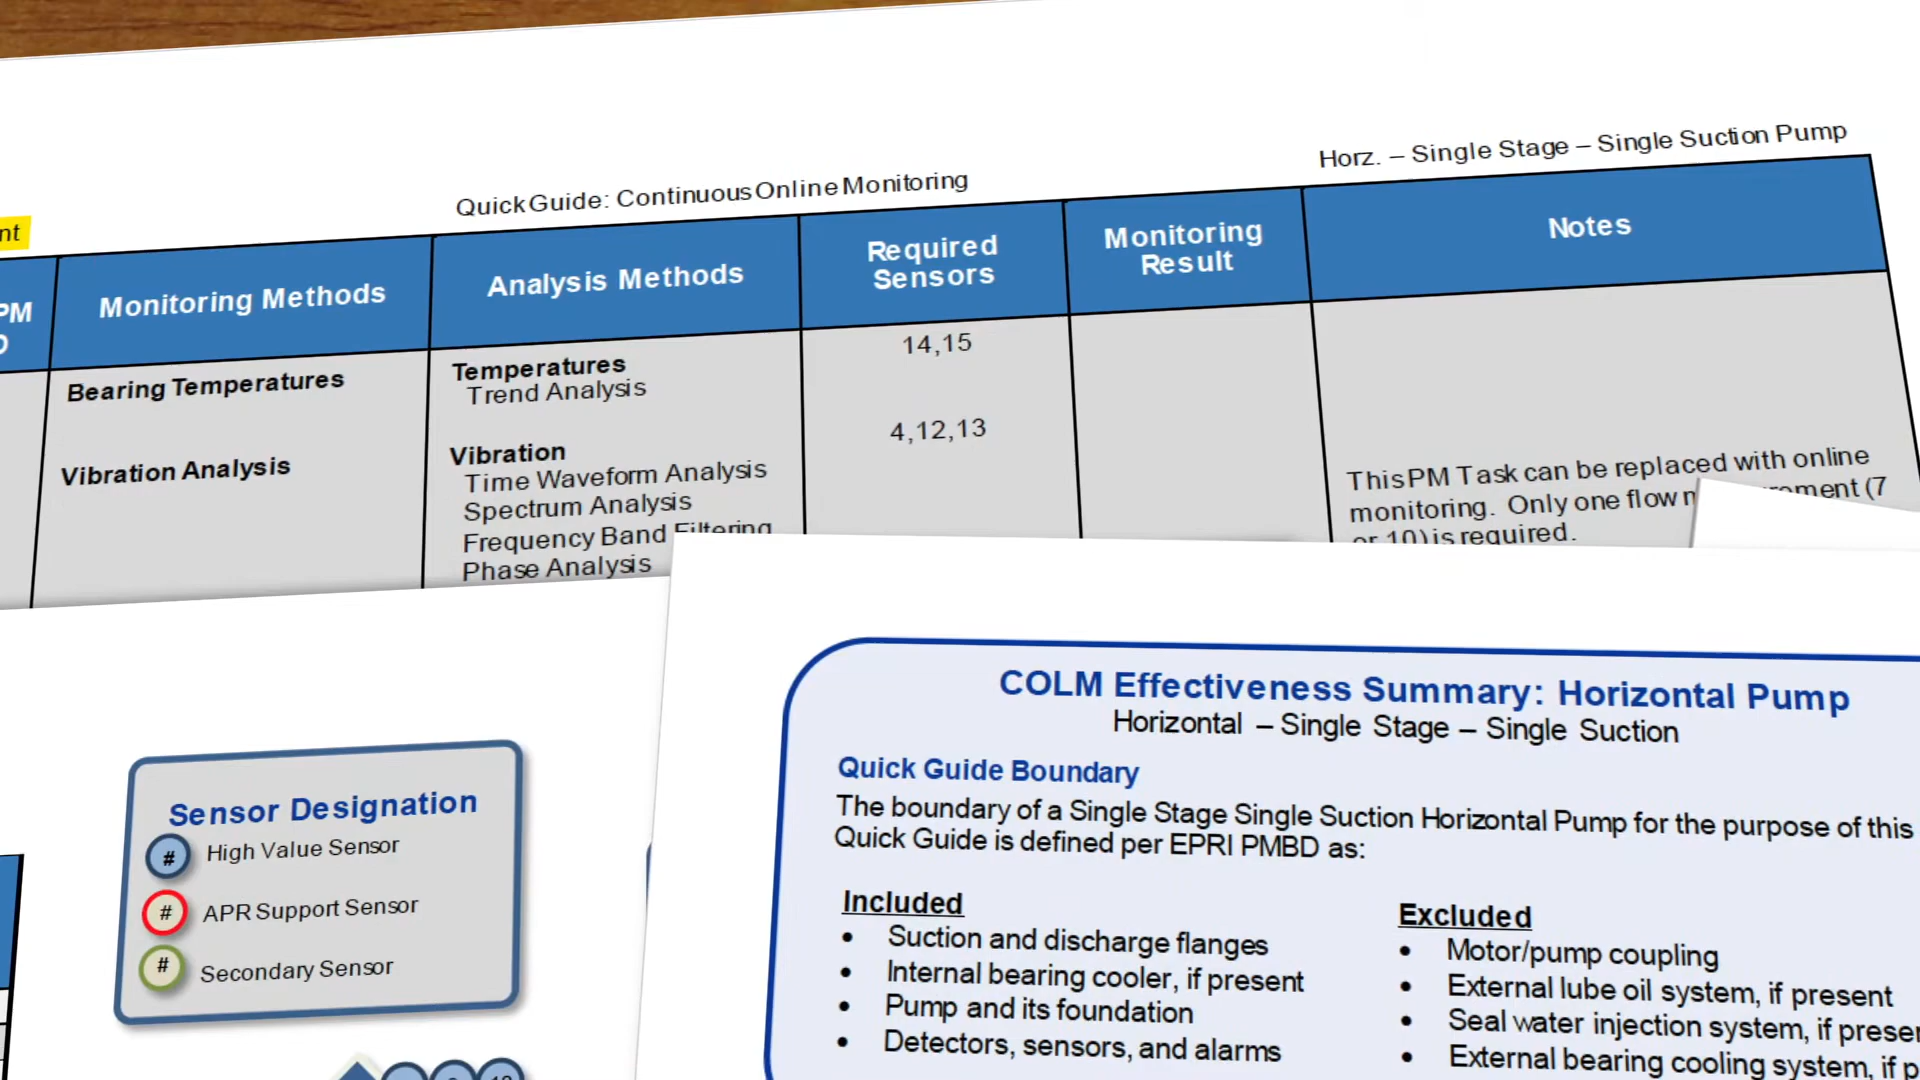 Horz. – Single Stage – Single Suction Pump
Quick Guide: Continuous Online Monitoring
nt
PM
Monitoring Methods
Analysis Methods
Required
Sensors
Monitoring
Result
Notes
Bearing Temperatures
Temperatures
Trend Analysis
14,15
Vibration Analysis
Vibration
Time Waveform Analysis
Spectrum Analysis
Frequency Band Filtering
Phase Analysis
4,12,13
This PM Task can be replaced with online
monitoring. Only one flow (7
or 10) is required.
Sensor Designation
# High Value Sensor
# APR Support Sensor
# Secondary Sensor
COLM Effectiveness Summary: Horizontal Pump
Horizontal – Single Stage – Single Suction
Quick Guide Boundary
The boundary of a Single Stage Single Suction Horizontal Pump for the purpose of this
Quick Guide is defined per EPRI PMBD as:
Included
• Suction and discharge flanges
• Internal bearing cooler, if present
• Pump and its foundation
• Detectors, sensors, and alarms
Excluded
• Motor/pump coupling
• External lube oil system, if present
• Seal water injection system, if presen
• External bearing cooling system, if p